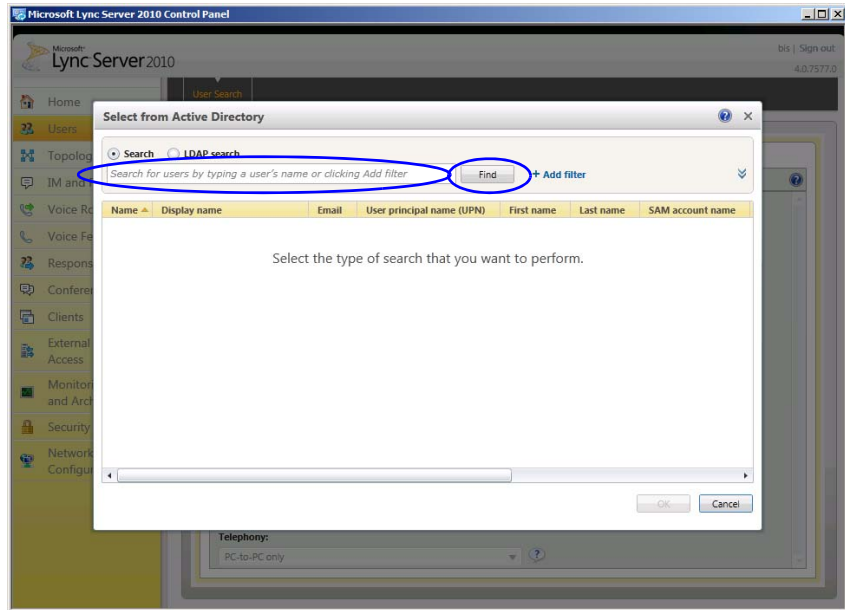 Microsoft Lync Server 2010 Control Panel
Microsoft
Lync Server 2010
bls | Sign out
4.0.7577.0
User Search
Home
Users
Topolog
IM and
Voice Ro
Voice Fe
Respons
Conferen
Clients
External
Access
Monitori
and Arch
Security
Network
Configur
Select from Active Directory
Search
LDAP search
Search for users by typing a user's name or clicking Add filter
Find
+ Add filter
Name
Display name
Email
User principal name (UPN)
First name
Last name
SAM account name
Select the type of search that you want to perform.
OK
Cancel
Telephony:
PC-to-PC only